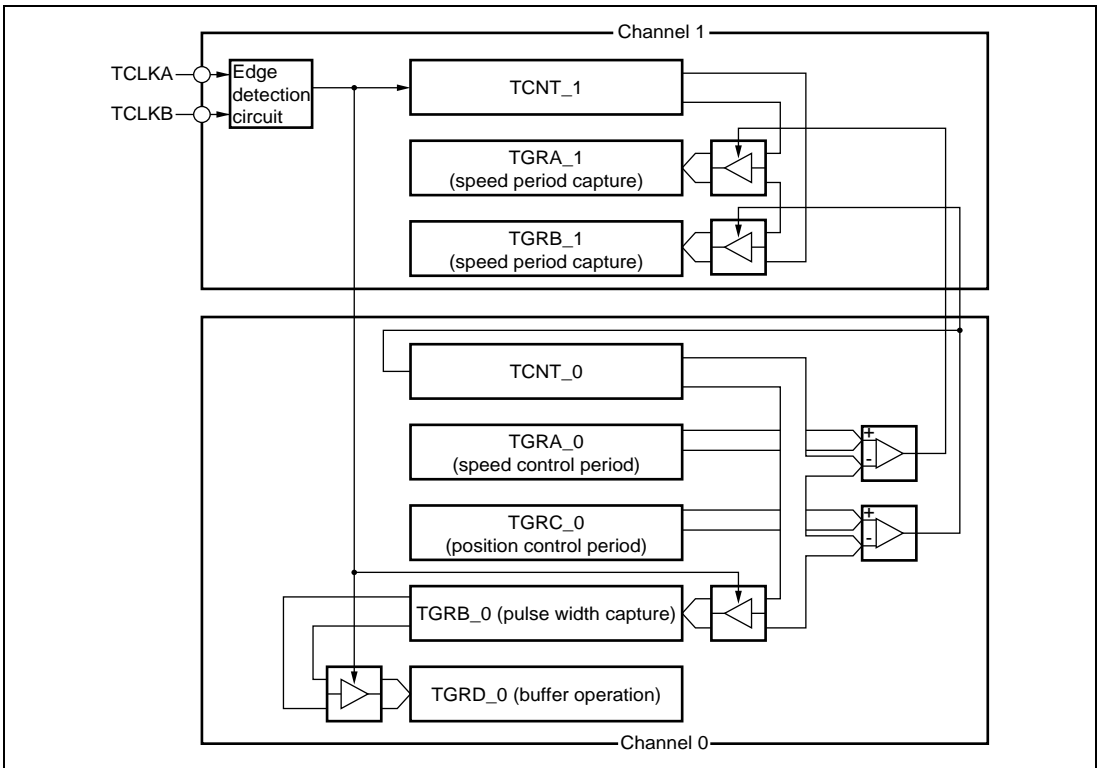 Channel 1
TCLKA
TCLKB
Edge
detection
circuit
TCNT_1
TGRA_1
(speed period capture)
TGRB_1
(speed period capture)
TCNT_0
TGRA_0
(speed control period)
+
-
TGRC_0
(position control period)
+
-
TGRB_0 (pulse width capture)
TGRD_0 (buffer operation)
Channel 0